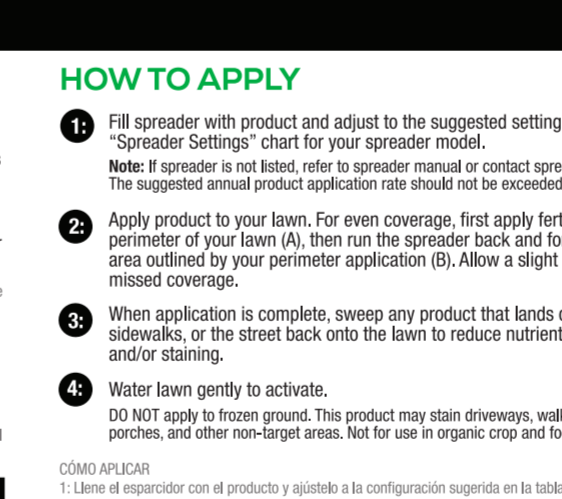 HOW TO APPLY
1: Fill spreader with product and adjust to the suggested setting
"Spreader Settings" chart for your spreader model.
Note: If spreader is not listed, refer to spreader manual or contact spre
The suggested annual product application rate should not be exceeded
2: Apply product to your lawn. For even coverage, first apply fert
perimeter of your lawn (A), then run the spreader back and fo
area outlined by your perimeter application (B). Allow a slight
missed coverage.
3: When application is complete, sweep any product that lands o
sidewalks, or the street back onto the lawn to reduce nutrient
and/or staining.
4: Water lawn gently to activate.
DO NOT apply to frozen ground. This product may stain driveways, wal
porches, and other non-target areas. Not for use in organic crop and fo
CÓMO APLICAR
1: Llene el esparcidor con el producto y ajústelo a la configuración sugerida en la tabla